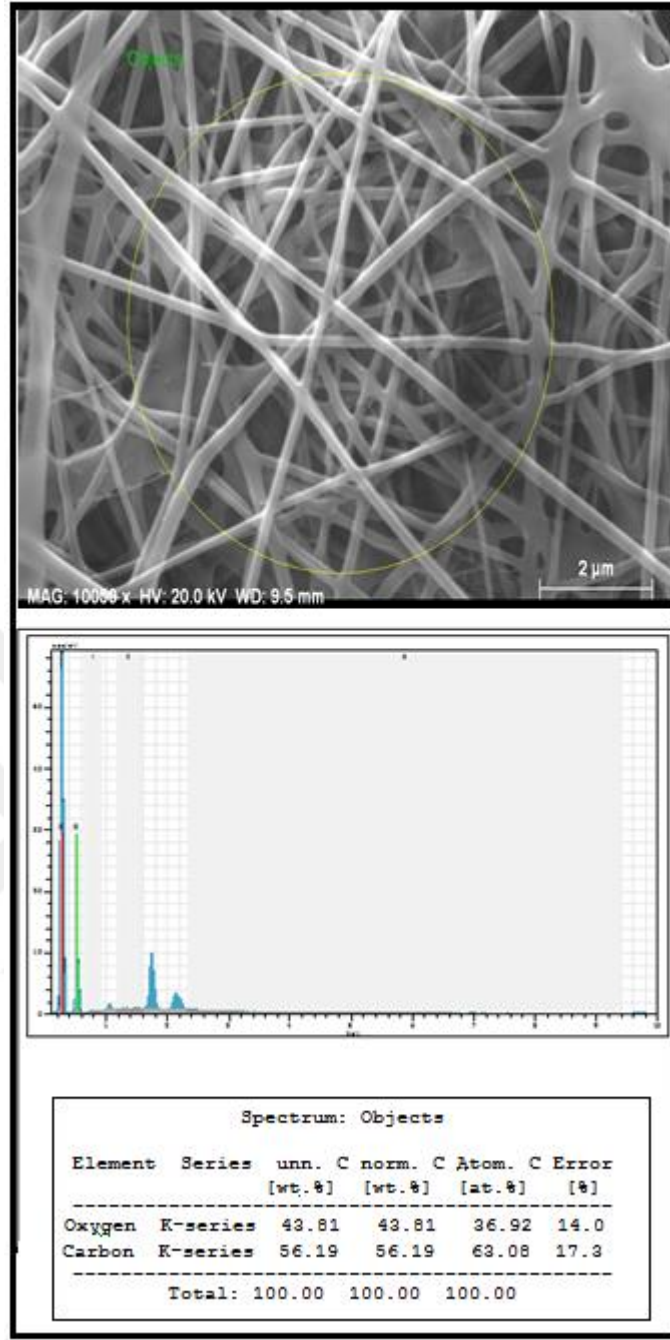 MAG: 10000 x HV: 20.0 kV WD: 9.5 mm
2 µm
Spectrum: Objects
Element Series unn. C norm. C Atom. C Error
[wt.%] [wt.%] [at.%] [%]
Oxygen K-series 43.81 43.81 36.92 14.0
Carbon K-series 56.19 56.19 63.08 17.3
Total: 100.00 100.00 100.00